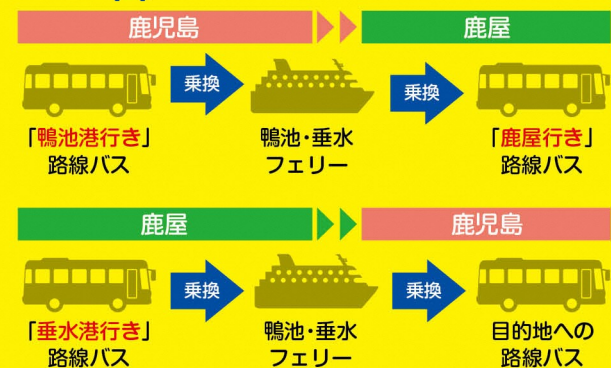 鹿児島
鹿屋
乗換
乗換
「鴨池港行き」
路線バス
鴨池・垂水
フェリー
「鹿屋行き」
路線バス
鹿屋
鹿児島
乗換
乗換
「垂水港行き」
路線バス
鴨池・垂水
フェリー
目的地への
路線バス